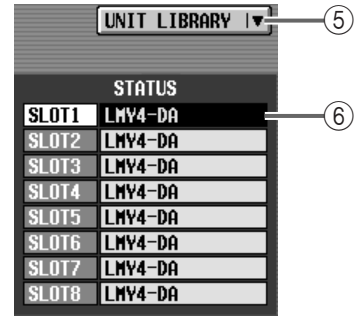 UNIT LIBRARY ▼ 5
STATUS
SLOT1 LMY4-DA 6
SLOT2 LMY4-DA
SLOT3 LMY4-DA
SLOT4 LMY4-DA
SLOT5 LMY4-DA
SLOT6 LMY4-DA
SLOT7 LMY4-DA
SLOT8 LMY4-DA